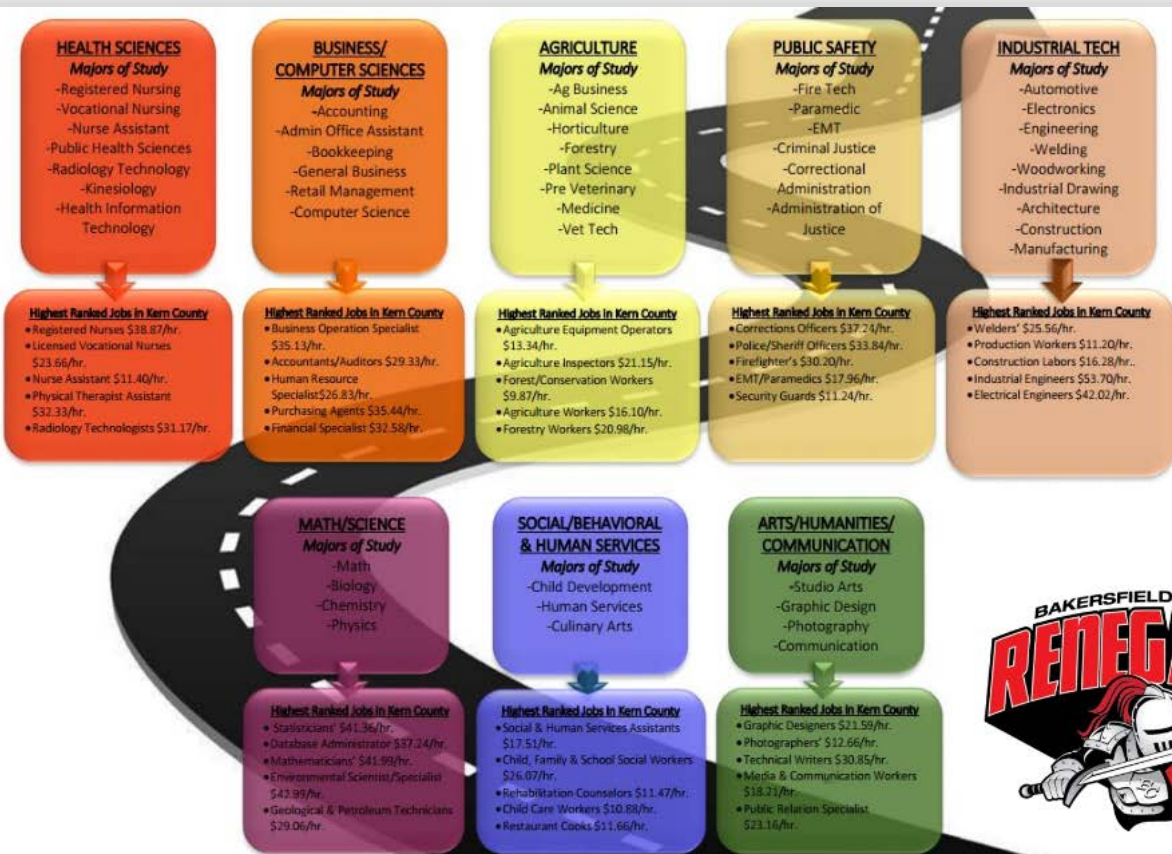 HEALTH SCIENCES
Majors of Study
-Registered Nursing
-Vocational Nursing
-Nurse Assistant
-Public Health Sciences
-Radiology Technology
-Kinesiology
-Health Information
Technology
Highest Ranked Jobs in Kern County
• Registered Nurses $38.87/hr.
• Licensed Vocational Nurses
$23.66/hr.
• Nurse Assistant $11.40/hr.
• Physical Therapist Assistant
$32.33/hr.
• Radiology Technologists $31.17/hr.
BUSINESS/
COMPUTER SCIENCES
Majors of Study
-Accounting
-Admin Office Assistant
-Bookkeeping
-General Business
-Retail Management
-Computer Science
Highest Ranked Jobs in Kern County
• Business Operation Specialist
$35.13/hr.
• Accountants/Auditors $29.33/hr.
• Human Resource
Specialist$26.83/hr.
• Purchasing Agents $35.44/hr.
• Financial Specialist $32.58/hr.
AGRICULTURE
Majors of Study
-Ag Business
-Animal Science
-Horticulture
-Forestry
-Plant Science
-Pre Veterinary
-Medicine
-Vet Tech
Highest Ranked Jobs in Kern County
• Agriculture Equipment Operators
$13.34/hr.
• Agriculture Inspectors $21.15/hr.
• Forest/Conservation Workers
$9.87/hr.
• Agriculture Workers $16.10/hr.
• Forestry Workers $20.98/hr.
PUBLIC SAFETY
Majors of Study
-Fire Tech
-Paramedic
-EMT
-Criminal Justice
-Correctional
Administration
-Administration of
Justice
Highest Ranked Jobs in Kern County
• Corrections Officers $37.24/hr.
• Police/Sheriff Officers $33.84/hr.
• Firefighter's $30.20/hr.
• EMT/Paramedics $17.96/hr.
• Security Guards $11.24/hr.
INDUSTRIAL TECH
Majors of Study
-Automotive
-Electronics
-Engineering
-Welding
-Woodworking
-Industrial Drawing
-Architecture
-Construction
-Manufacturing
Highest Ranked Jobs in Kern County
• Welders' $25.56/hr.
• Production Workers $11.20/hr.
• Construction Labors $16.28/hr..
• Industrial Engineers $53.70/hr.
• Electrical Engineers $42.02/hr.
MATH/SCIENCE
Majors of Study
-Math
-Biology
-Chemistry
-Physics
Highest Ranked Jobs in Kern County
• Statisticians' $41.36/hr.
• Database Administrator $37.24/hr.
• Mathematicians' $41.99/hr.
• Environmental Scientist/Specialist
$42.99/hr.
• Geological & Petroleum Technicians
$29.06/hr.
SOCIAL/BEHAVIORAL
& HUMAN SERVICES
Majors of Study
-Child Development
-Human Services
-Culinary Arts
Highest Ranked Jobs in Kern County
• Social & Human Services Assistants
$17.51/hr.
• Child, Family & School Social Workers
$26.07/hr.
• Rehabilitation Counselors $11.47/hr.
• Child Care Workers $10.88/hr.
• Restaurant Cooks $11.66/hr.
ARTS/HUMANITIES/
COMMUNICATION
Majors of Study
-Studio Arts
-Graphic Design
-Photography
-Communication
Highest Ranked Jobs in Kern County
• Graphic Designers $21.59/hr.
• Photographers' $12.66/hr.
• Technical Writers $30.85/hr.
• Media & Communication Workers
$18.21/hr.
• Public Relation Specialist
$23.16/hr.
BAKERSFIELD
RENEGA